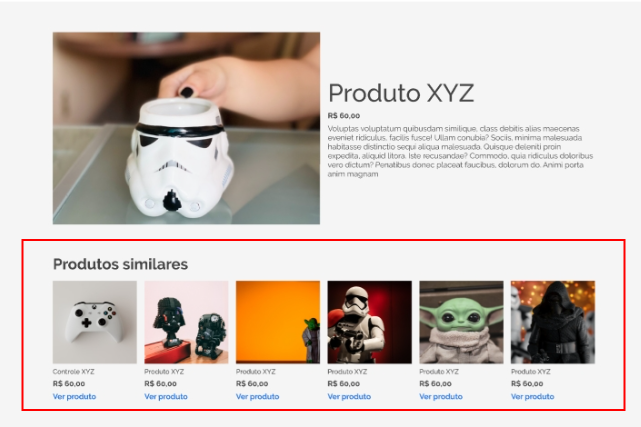 Produto XYZ
R$ 60,00
Voluptas voluptatum quibusdam similique, class debitis alias maecenas
eveniet ridiculus, facilis fusce! Ullam conubia? Sociis, minima malesuada
habitasse distinctio sequi aliqua malesuada. Quisque deleniti proin
expedita, aliquid litora. Iste recusandae? Commodo, quia ridiculus doloribus
vero dictum? Penatibus donec placeat faucibus, dolorum do. Animi porta
anim magnam
Produtos similares
Controle XYZ
R$ 60,00
Ver produto
Produto XYZ
R$ 60,00
Ver produto
Produto XYZ
R$ 60,00
Ver produto
Produto XYZ
R$ 60,00
Ver produto
Produto XYZ
R$ 60,00
Ver produto
Produto XYZ
R$ 60,00
Ver produto